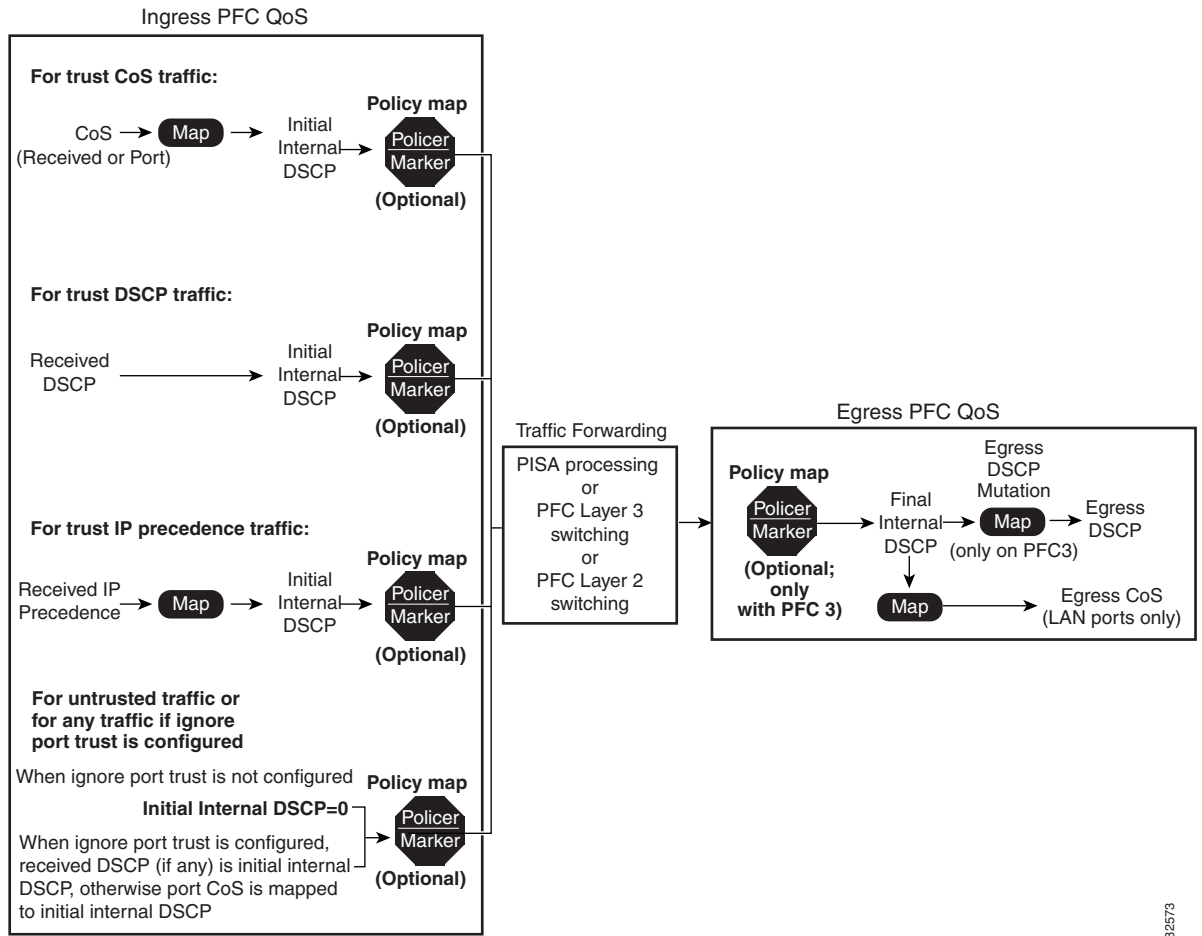 Ingress PFC QoS
For trust CoS traffic:
CoS
(Received or Port)
Map
Initial
Internal
DSCP
Policy map
Policer
Marker
(Optional)
For trust DSCP traffic:
Received
DSCP
Initial
Internal
DSCP
Policy map
Policer
Marker
(Optional)
For trust IP precedence traffic:
Received IP
Precedence
Map
Initial
Internal
DSCP
Policy map
Policer
Marker
(Optional)
For untrusted traffic or
for any traffic if ignore
port trust is configured
When ignore port trust is not configured
Initial Internal DSCP=0
When ignore port trust is configured,
received DSCP (if any) is initial internal
DSCP, otherwise port CoS is mapped
to initial internal DSCP
Policy map
Policer
Marker
(Optional)
Traffic Forwarding
PISA processing
or
PFC Layer 3
switching
or
PFC Layer 2
switching
Egress PFC QoS
Policy map
Policer
Marker
(Optional;
only
with PFC 3)
Final
Internal
DSCP
Egress
DSCP
Mutation
Map
(only on PFC3)
Egress
DSCP
Map
Egress CoS
(LAN ports only)